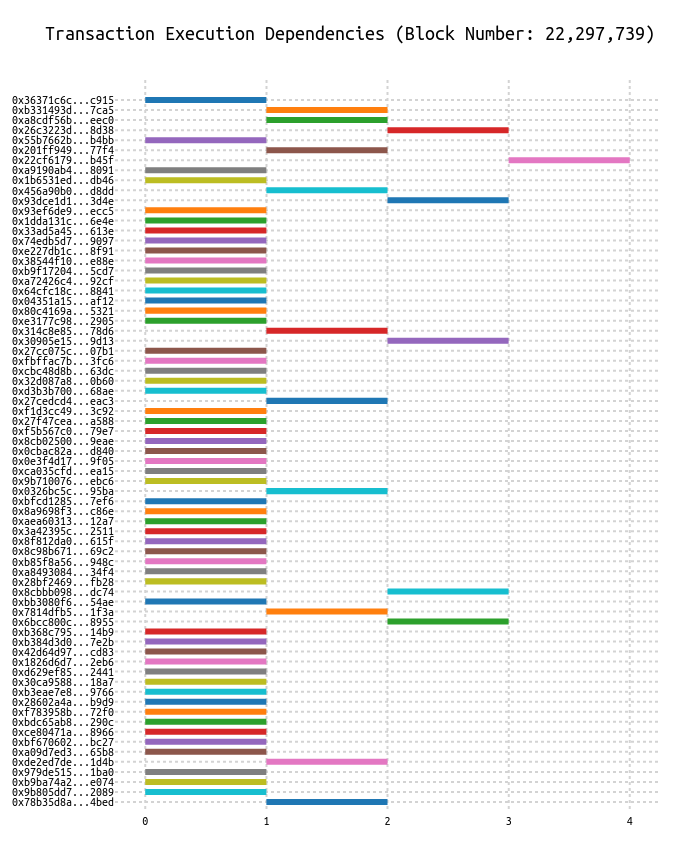 Transaction Execution Dependencies (Block Number: 22,297,739)
0x36371c6c...c915
0xb331493d...7ca5
0xa8cdf56b...eec0
0x26c3223d...8d38
0x55b7662b...b4bb
0x201ff949...77f4
0x22cf6179...b45f
0xa9190ab4...8091
0x1b6531ed...db46
0x456a90b0...d8dd
0x93dce1d1...3d4e
0x93ef6de9...ecc5
0x1dda131c...6e4e
0x33ad5a45...613e
0x74edb5d7...9097
0xe227db1c...8f91
0x38544f10...e88e
0xb9f17204...5cd7
0xa72426c4...92cf
0x64cfc18c...8841
0x04351a15...af12
0x80c4169a...5321
0xe3177c98...2905
0x314c8e85...78d6
0x30905e15...9d13
0x27cc075c...07b1
0xfbffac7b...3fc6
0xcbc48d8b...63dc
0x32d087a8...0b60
0xd3b3b700...68ae
0x27cedcd4...eac3
0xf1d3cc49...3c92
0x27f47cea...a588
0xf5b567c0...79e7
0x8cb02500...9eae
0x0cbac82a...d840
0x0e3f4d17...9f05
0xca035cfd...ea15
0x9b710076...ebc6
0x0326bc5c...95ba
0xbfcd1285...7ef6
0x8a9698f3...c86e
0xaea60313...12a7
0x3a42395c...2511
0x8f812da0...615f
0x8c98b671...69c2
0xb85f8a56...948c
0xa8493084...34f4
0x28bf2469...fb28
0x8cbbb098...dc74
0xbb3080f6...54ae
0x7814dfb5...1f3a
0x6bcc800c...8955
0xb368c795...14b9
0xb384d3d0...7e2b
0x42d64d97...cd83
0x1826d6d7...2eb6
0xd629ef85...2441
0x30ca9588...18a7
0xb3eae7e8...9766
0x28602a4a...b9d9
0xf783958b...72f0
0xbdc65ab8...290c
0xce80471a...8966
0xbf670602...bc27
0xa09d7ed3...65b8
0xde2ed7de...1d4b
0x979de515...1ba0
0xb9ba74a2...e074
0x9b805dd7...2089
0x78b35d8a...4bed
0 1 2 3 4